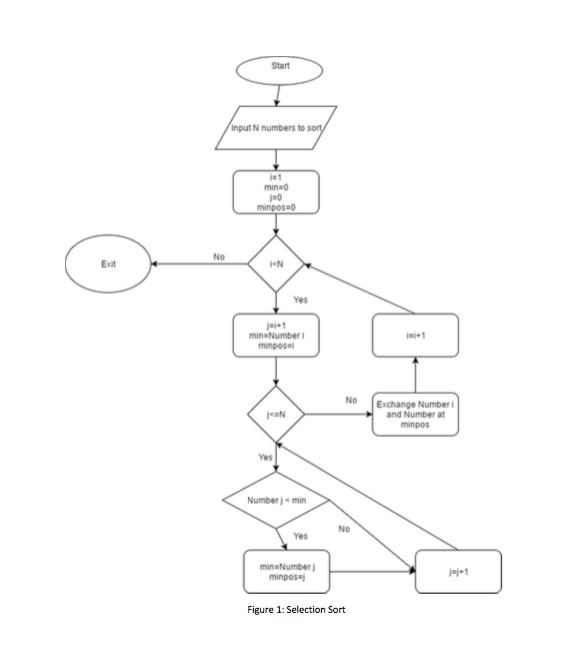 Start
Input N numbers to sort
i=1
min=0
j=0
minpos=0
i<N
No
Exit
Yes
j=i+1
min=Number i
minpos=i
i=i+1
j<=N
No
Exchange Number i
and Number at
minpos
Yes
Number j < min
No
Yes
min=Number j
minpos=j
j=j+1
Figure 1: Selection Sort